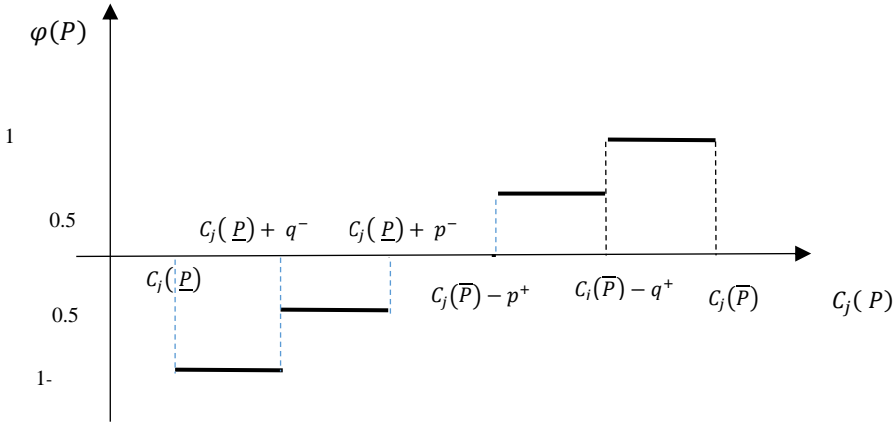 φ(P)
1
0.5
C_j(P̲) + q⁻ C_j(P̲) + p⁻
C_j(P̲)
C_j(P̅) − p⁺ C_i(P̅) − q⁺ C_j(P̅) C_j( P)
0.5
1-